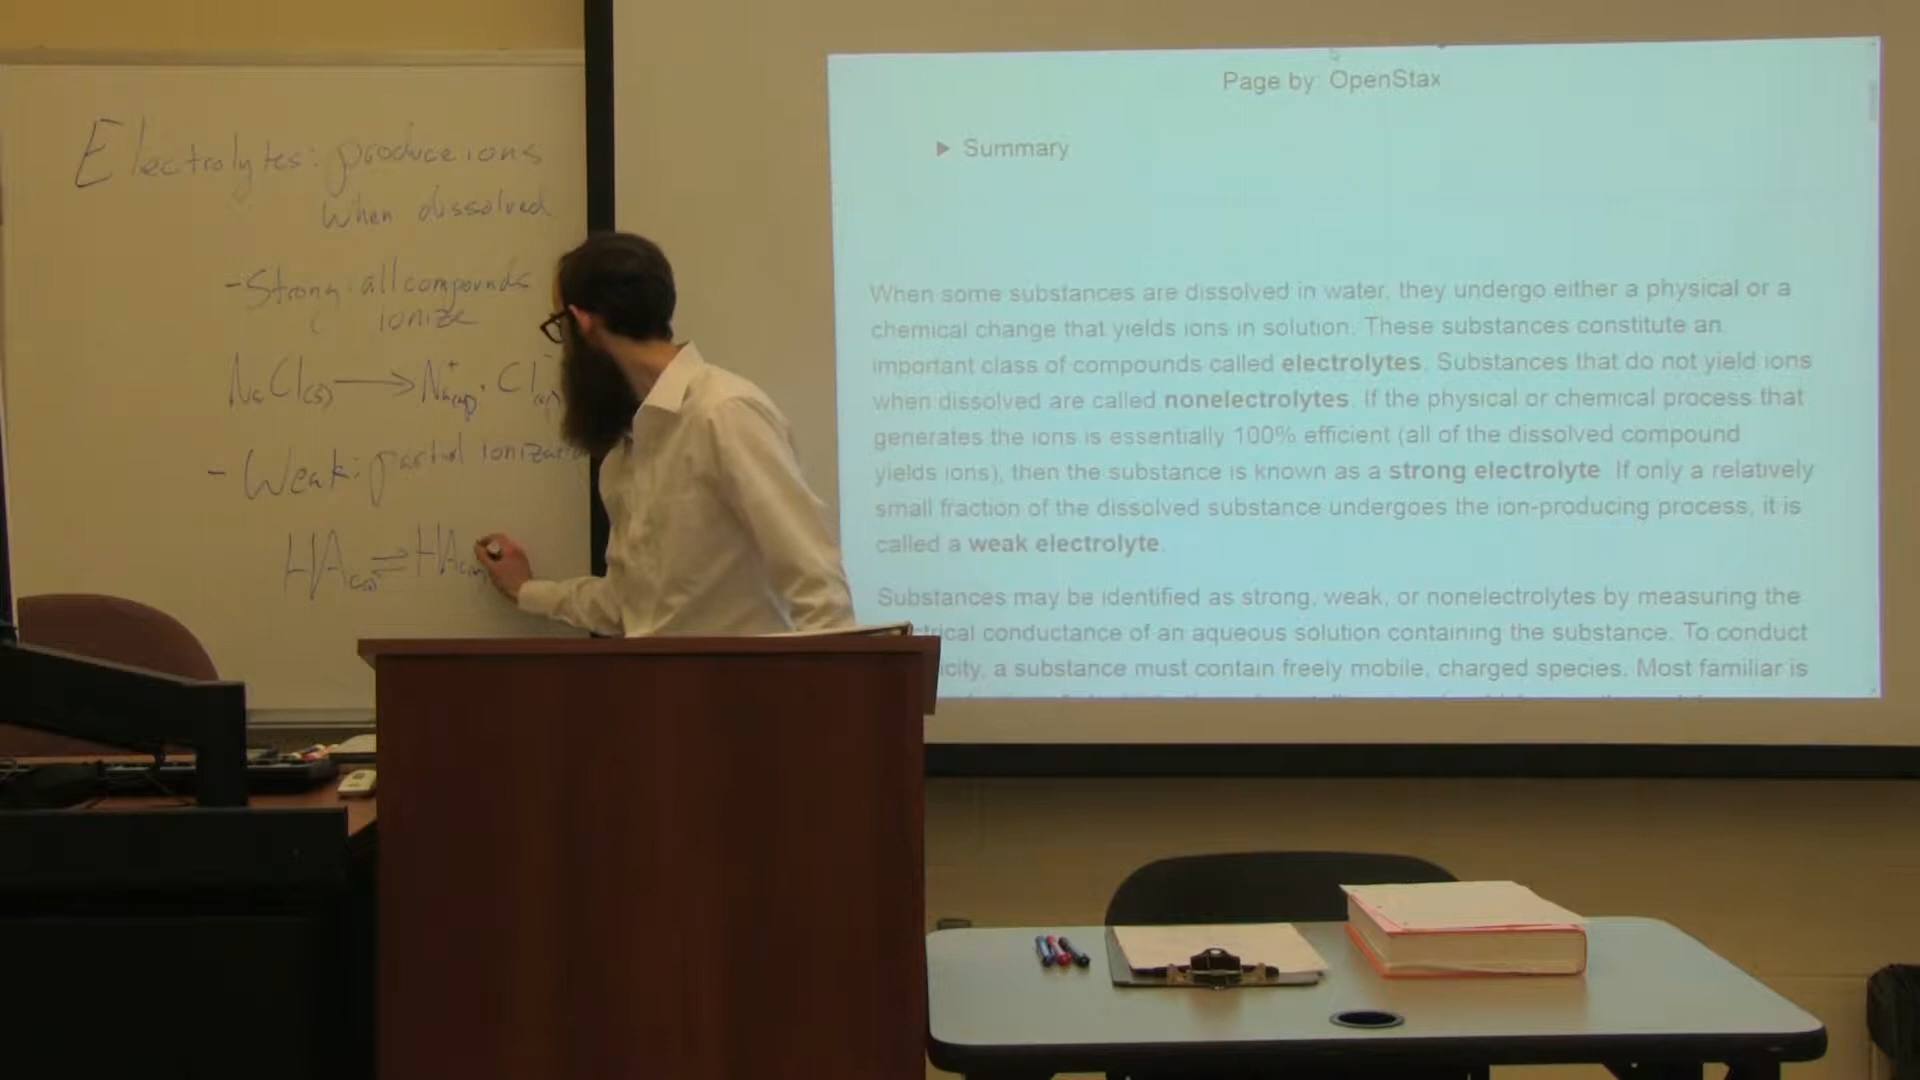 Electrolytes: produce ions
when dissolved
- Strong: all compounds
ionize
NaCl(s) → Na+(aq) + Cl-(aq)
- Weak: partial ionization
HA(s) ⇌ HA(aq)
Page by: OpenStax
▶ Summary
When some substances are dissolved in water, they undergo either a physical or a
chemical change that yields ions in solution. These substances constitute an
important class of compounds called electrolytes. Substances that do not yield ions
when dissolved are called nonelectrolytes. If the physical or chemical process that
generates the ions is essentially 100% efficient (all of the dissolved compound
yields ions), then the substance is known as a strong electrolyte. If only a relatively
small fraction of the dissolved substance undergoes the ion-producing process, it is
called a weak electrolyte.
Substances may be identified as strong, weak, or nonelectrolytes by measuring the
trical conductance of an aqueous solution containing the substance. To conduct
icity, a substance must contain freely mobile, charged species. Most familiar is